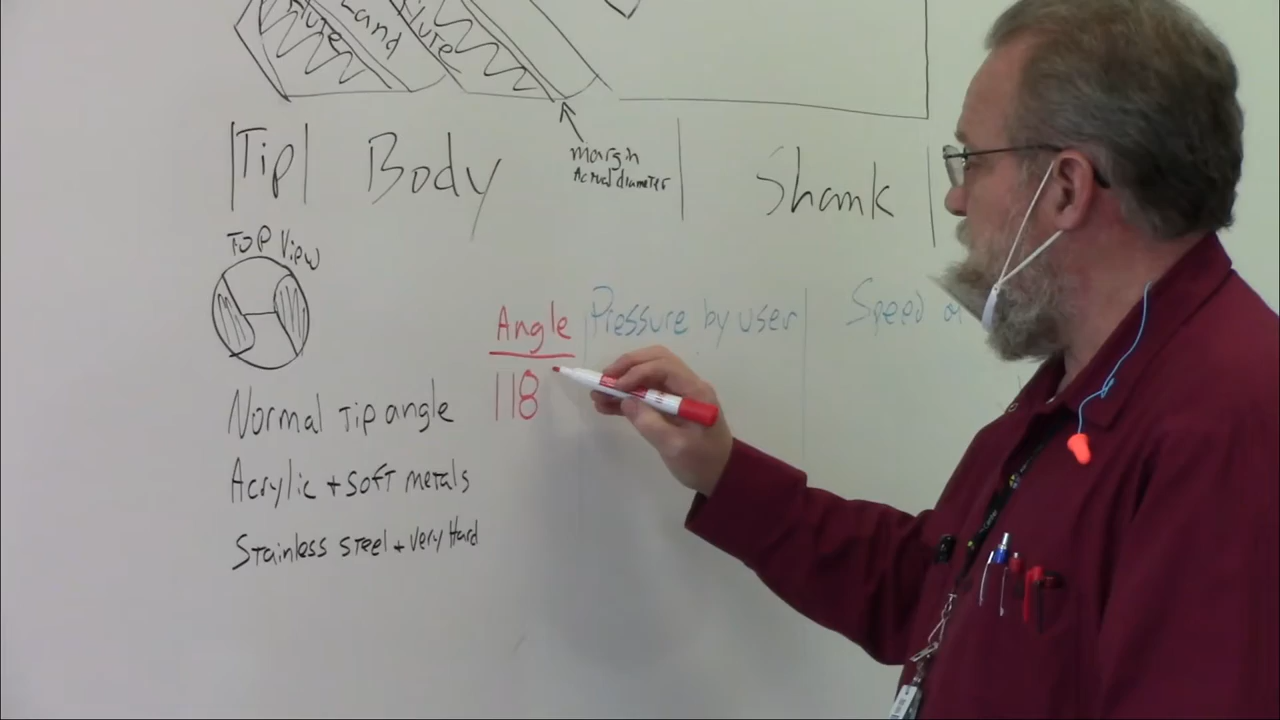 Flute Land Flute
|Tip| Body
margin
Actual diameter
Shank
TOP View
Angle Pressure by user Speed of
Normal Tip angle 118
Acrylic + soft metals
Stainless steel + very Hard